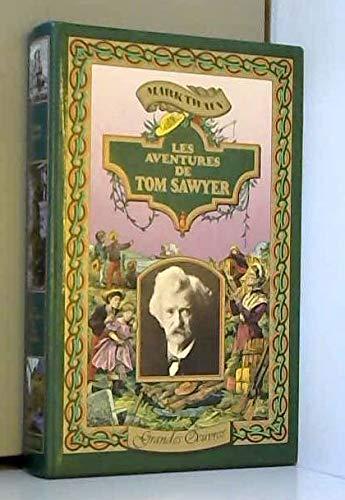 MARK TWAIN
LES
AVENTURES
DE
TOM SAWYER
Grandes Œuvres